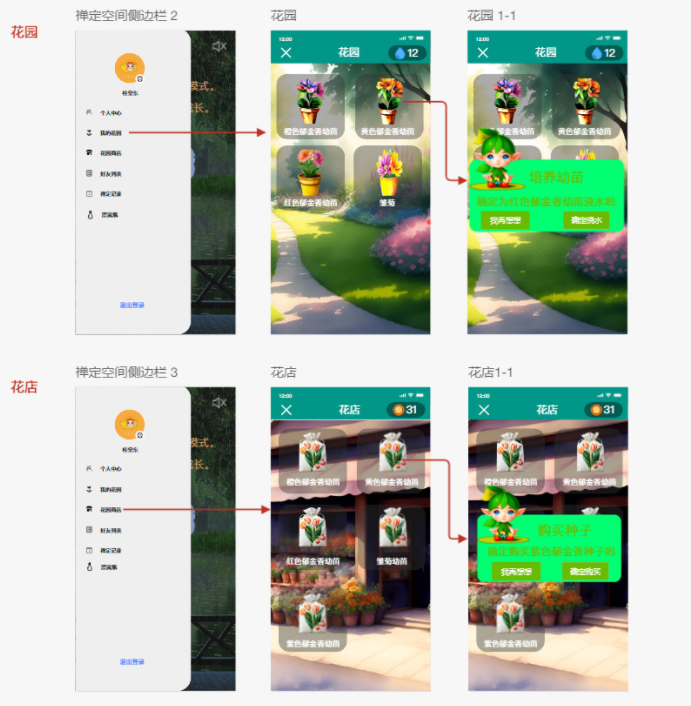 花园
禅定空间侧边栏 2
个人中心
我的花园
花园商店
好友列表
禅定记录
退出登录
模式。
长。
花园
12:00
花园
12
橙色郁金香幼苗
黄色郁金香幼苗
红色郁金香幼苗
雏菊
花园 1-1
12:00
花园
12
黄色郁金香幼苗
培养幼苗
确定为红色郁金香幼苗浇水吗
我再想想
确定浇水
花店
禅定空间侧边栏 3
个人中心
我的花园
花园商店
好友列表
禅定记录
退出登录
模式。
长。
花店
12:00
花店
31
橙色郁金香幼苗
黄色郁金香幼苗
红色郁金香幼苗
雏菊幼苗
紫色郁金香幼苗
花店1-1
12:00
花店
31
橙色郁金香幼苗
黄色郁金香幼苗
购买种子
确定购买紫色郁金香种子吗
我再想想
确定购买
紫色郁金香幼苗